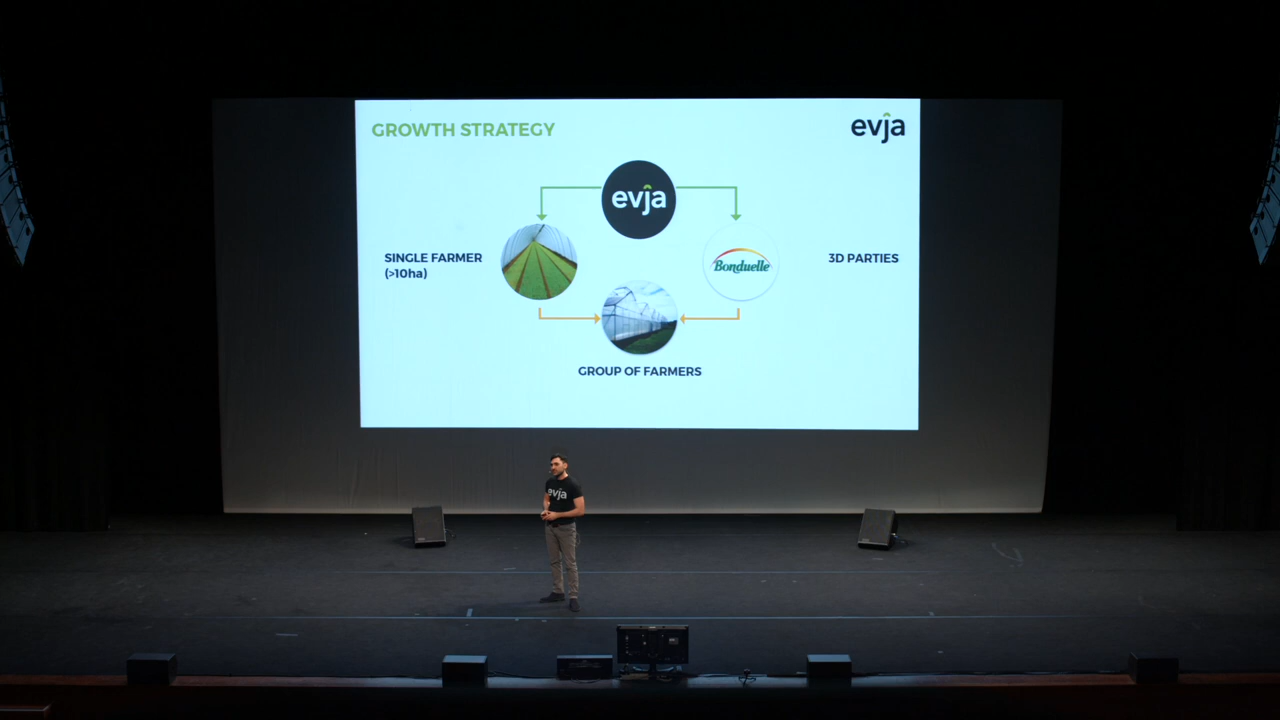 GROWTH STRATEGY
evja
evja
SINGLE FARMER
(>10ha)
Bonduelle
3D PARTIES
GROUP OF FARMERS
evja